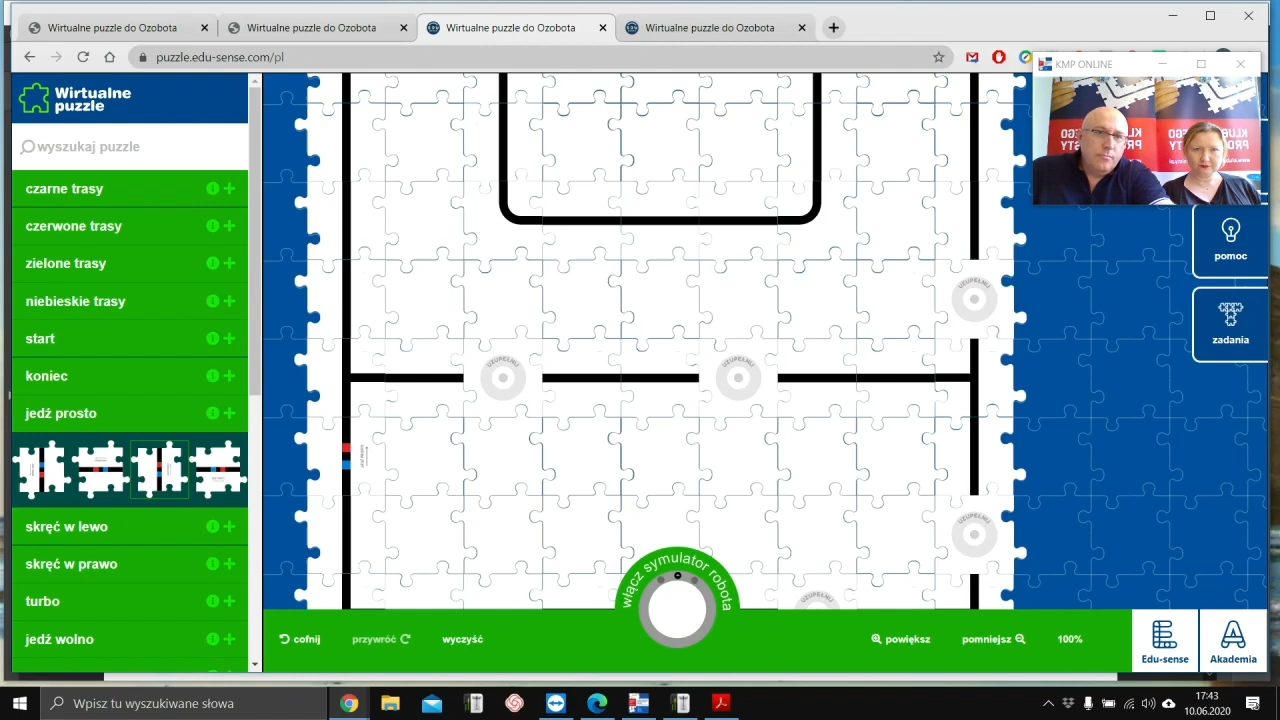 Wirtualne puzzle do Ozobota
Wirtualne puzzle do Ozobota
Wirtualne puzzle do Ozobota
Wirtualne puzzle do Ozobota
puzzle.edu-sense.com/pl
KMP ONLINE
Wirtualne
puzzle
wyszukaj puzzle
czarne trasy
czerwone trasy
zielone trasy
niebieskie trasy
start
koniec
jedź prosto
skręć w lewo
skręć w prawo
turbo
jedź wolno
UZUPEŁNIJ
UZUPEŁNIJ
UZUPEŁNIJ
UZUPEŁNIJ
UZUPEŁNIJ
pomoc
zadania
włącz symulator robota
cofnij
przywróć
wyczyść
powiększ
pomniejsz
100%
Edu-sense
Akademia
Wpisz tu wyszukiwane słowa
17:43
10.06.2020